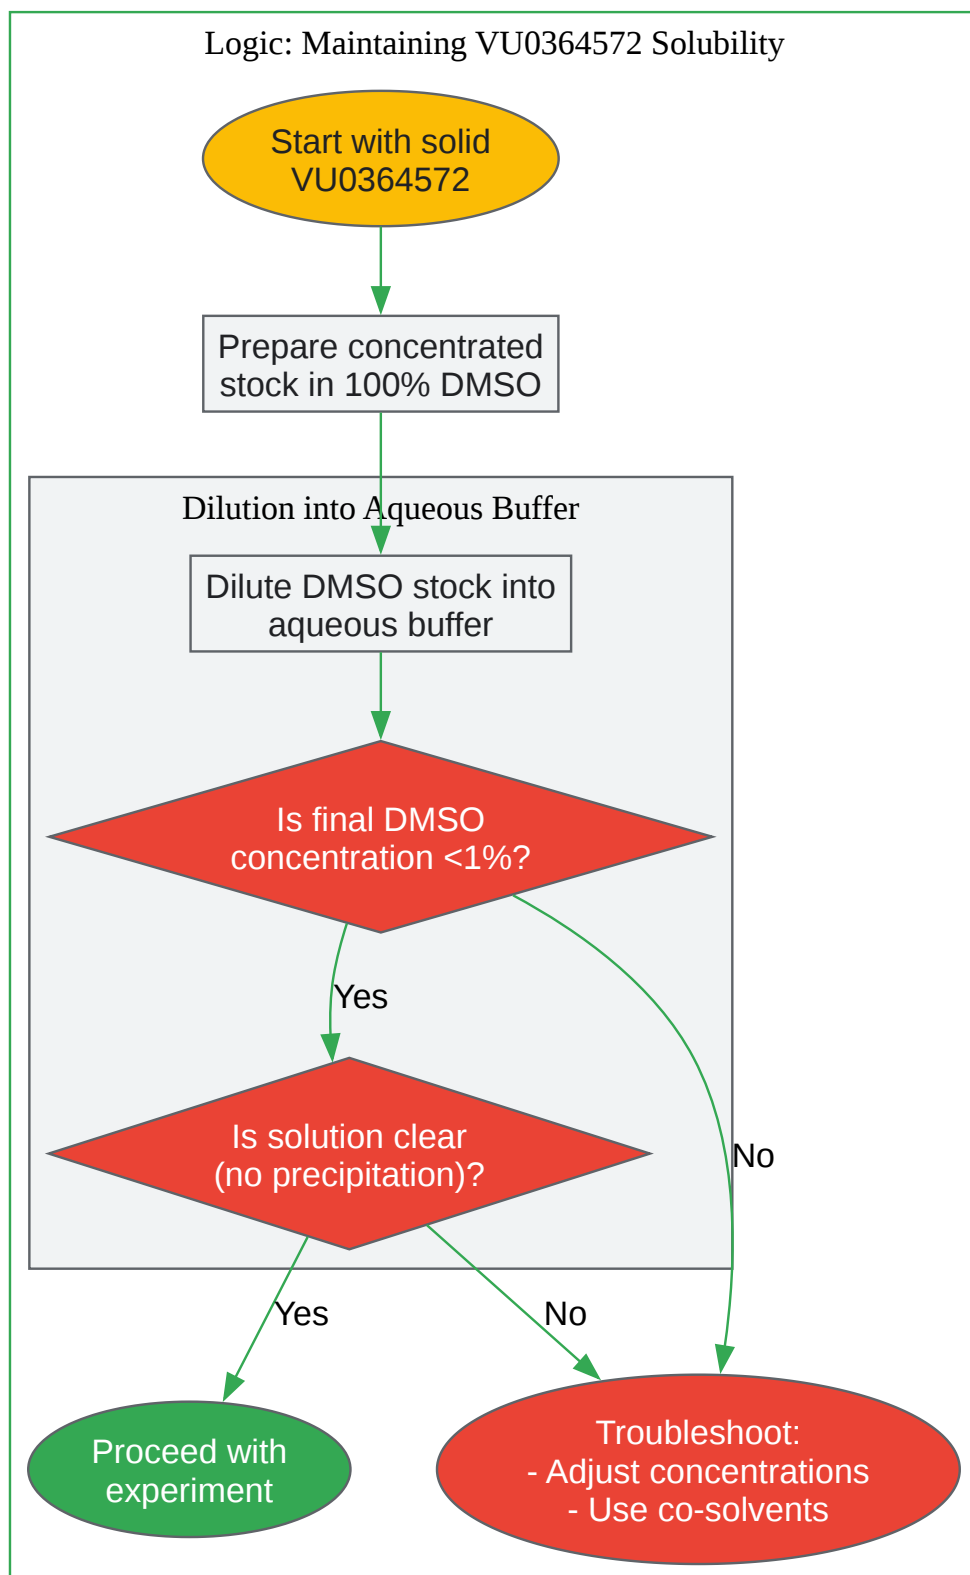 Logic: Maintaining VU0364572 Solubility
Start with solid
VU0364572
Prepare concentrated
stock in 100% DMSO
Dilution into Aqueous Buffer
Dilute DMSO stock into
aqueous buffer
Is final DMSO
concentration <1%?
Yes
Is solution clear
(no precipitation)?
No
Yes
No
Proceed with
experiment
Troubleshoot:
- Adjust concentrations
- Use co-solvents